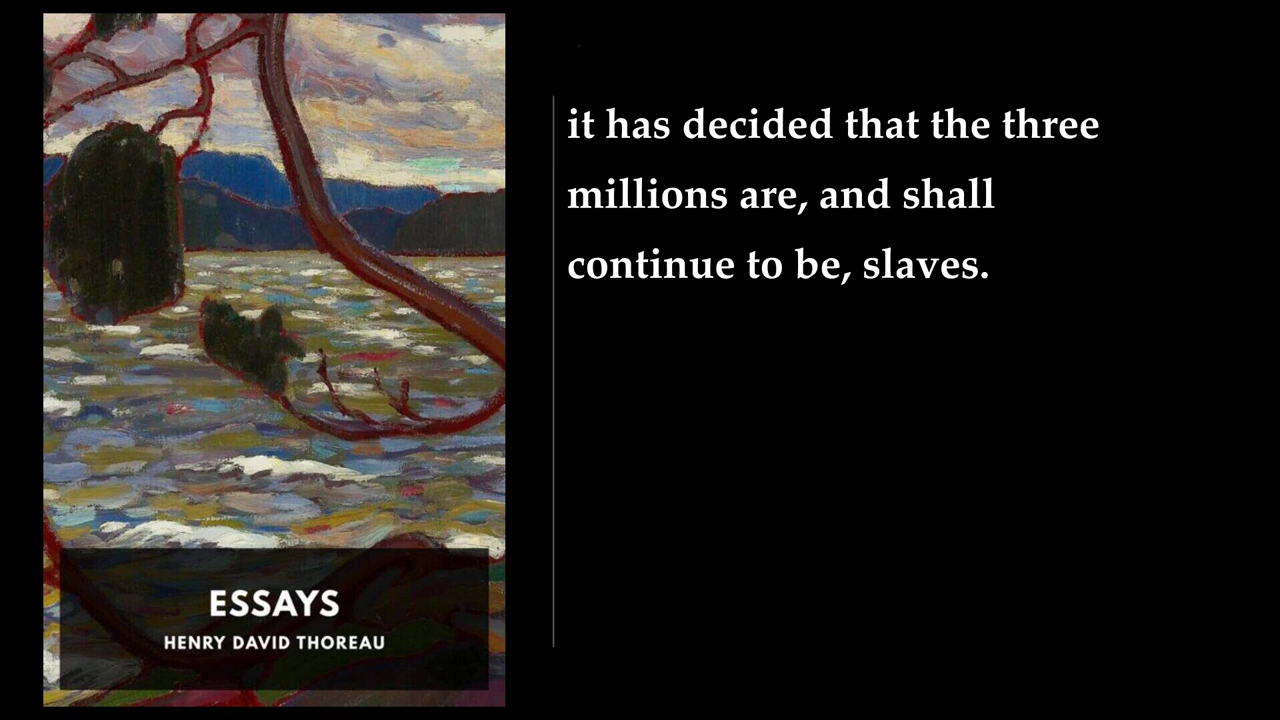 it has decided that the three
millions are, and shall
continue to be, slaves.
ESSAYS
HENRY DAVID THOREAU